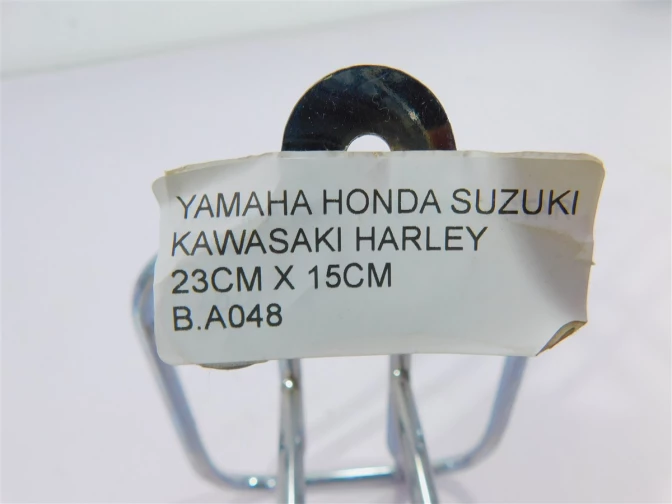 YAMAHA HONDA SUZUKI
KAWASAKI HARLEY
23CM X 15CM
B.A048